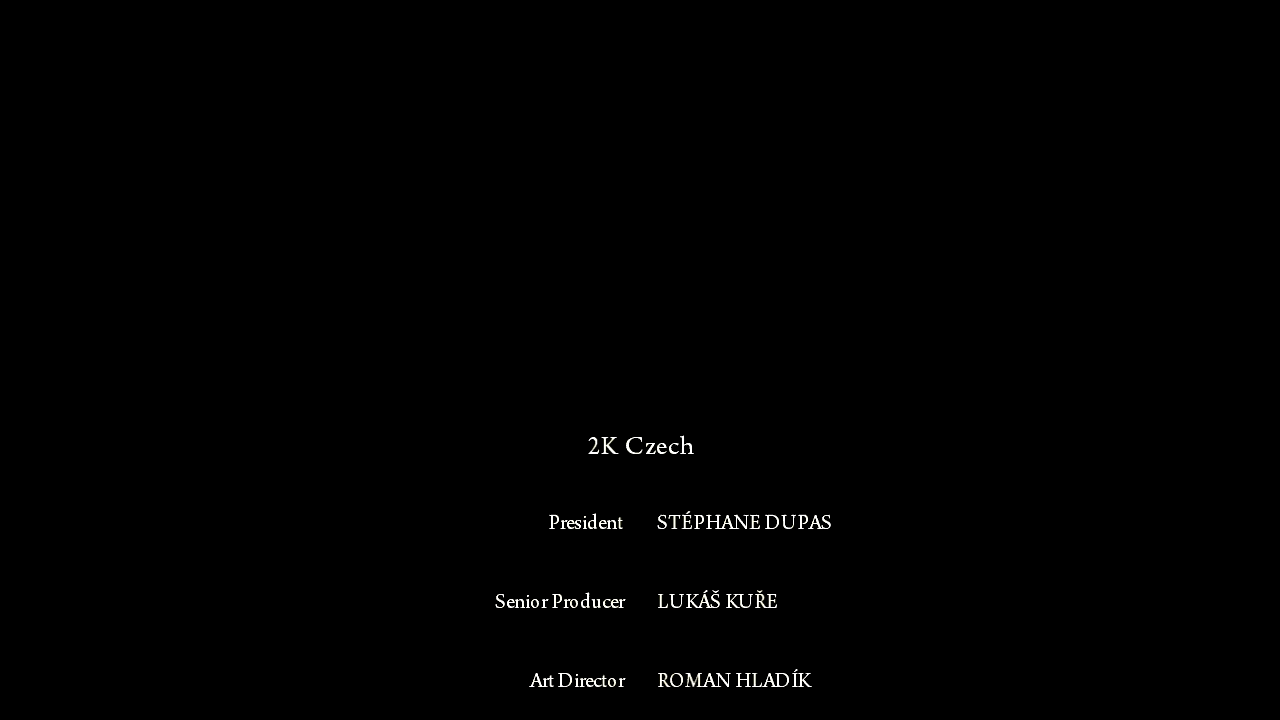 2K Czech
President STÉPHANE DUPAS
Senior Producer LUKÁŠ KUŘE
Art Director ROMAN HLADÍK